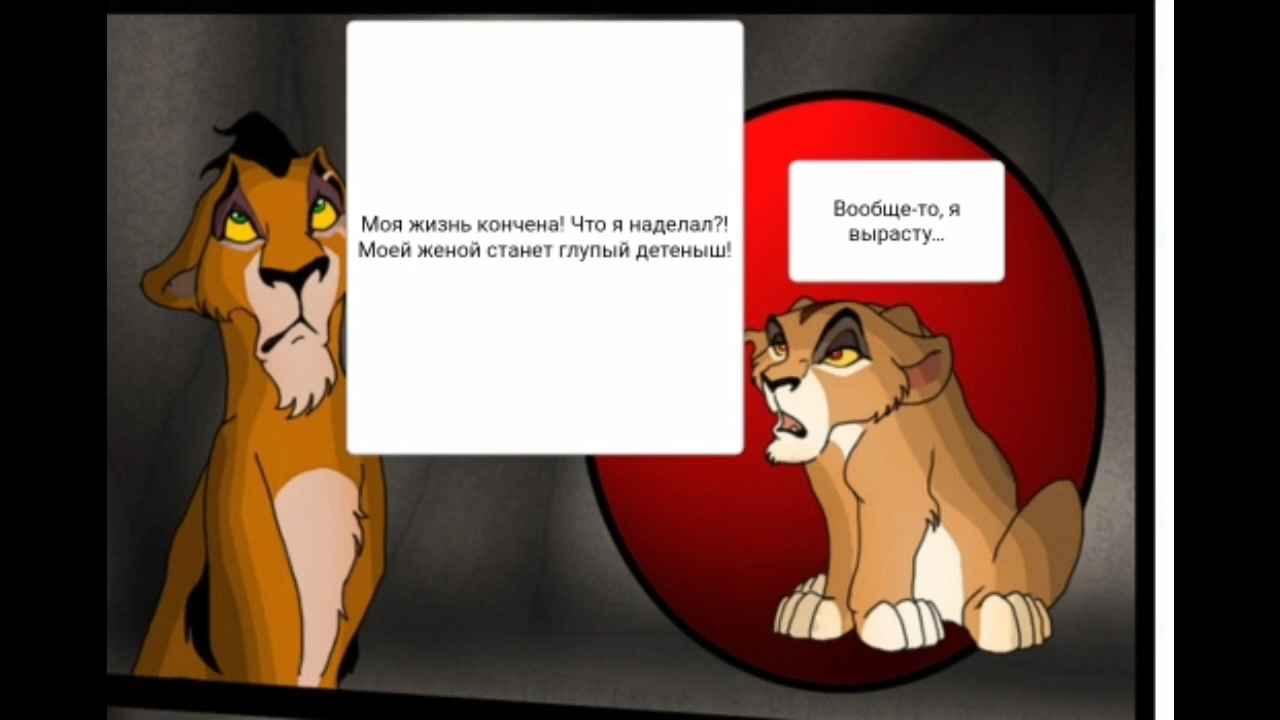 Моя жизнь кончена! Что я наделал?!
Моей женой станет глупый детеныш!
Вообще-то, я
вырасту...